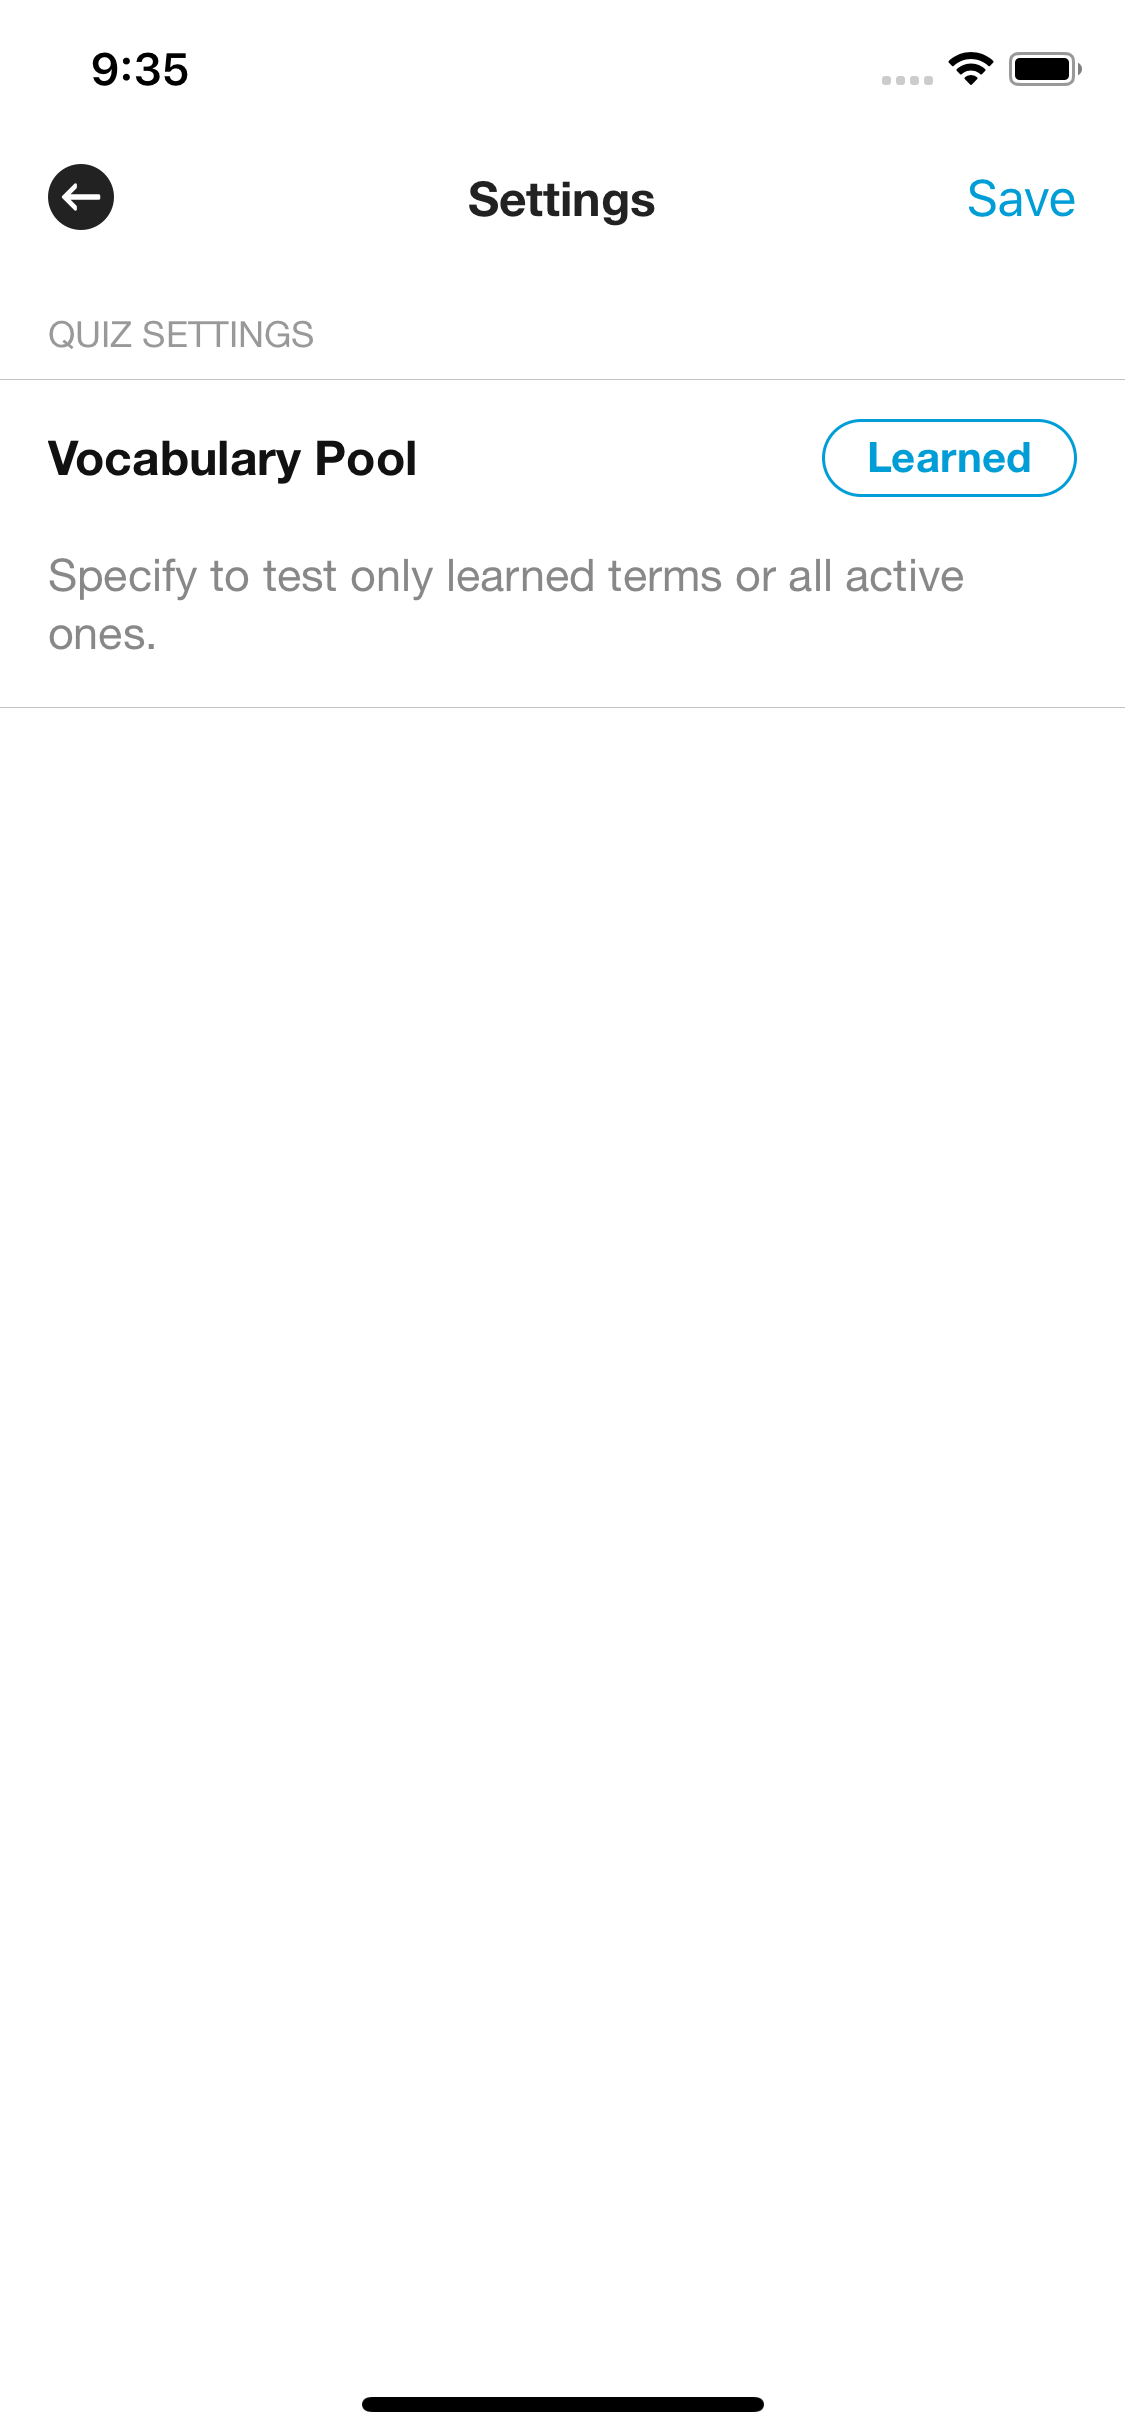 9:35
Settings
Save
QUIZ SETTINGS
Vocabulary Pool
Learned
Specify to test only learned terms or all active
ones.